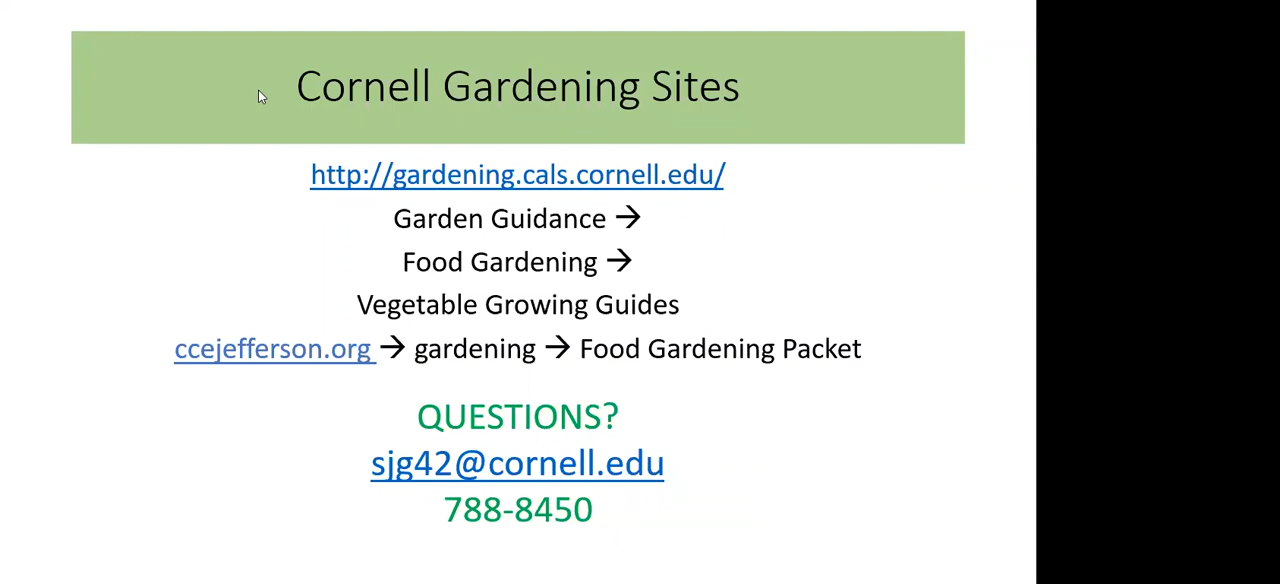 Cornell Gardening Sites
http://gardening.cals.cornell.edu/
Garden Guidance →
Food Gardening →
Vegetable Growing Guides
ccejefferson.org → gardening → Food Gardening Packet
QUESTIONS?
sjg42@cornell.edu
788-8450